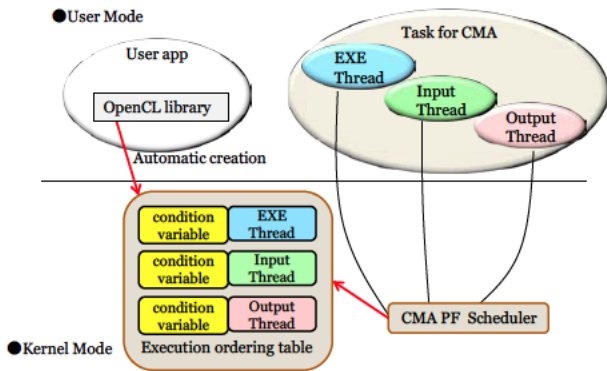 ●User Mode
User app
OpenCL library
Automatic creation
Task for CMA
EXE
Thread
Input
Thread
Output
Thread
condition
variable
EXE
Thread
condition
variable
Input
Thread
condition
variable
Output
Thread
Execution ordering table
●Kernel Mode
CMA PF Scheduler